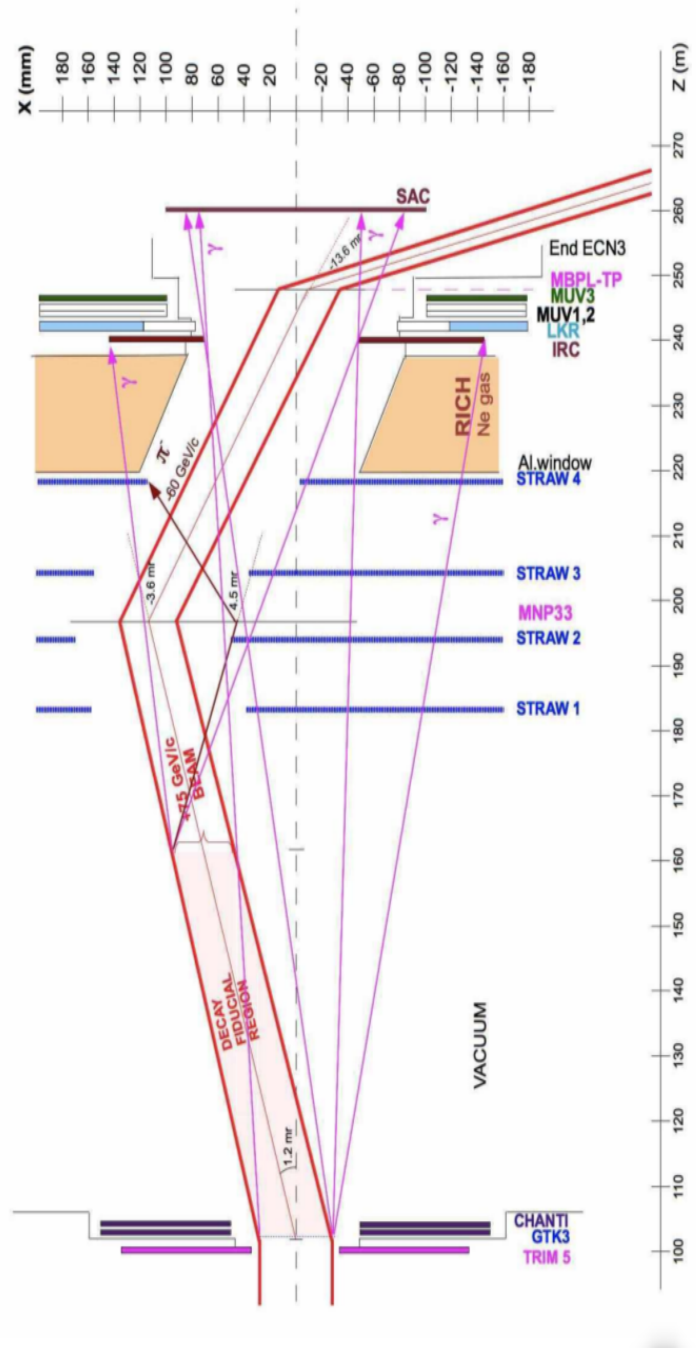 X (mm)
180
160
140
120
100
80
60
40
20
-20
-40
-60
-80
-100
-120
-140
-160
-180
Z (m)
270
260
250
240
230
220
210
200
190
180
170
160
150
140
130
120
110
100
SAC
γ
γ
-13.6 mr
End ECN3
MBPL-TP
MUV3
MUV1,2
LKR
IRC
γ
π-
-60 GeV/c
RICH
Ne gas
Al.window
STRAW 4
γ
STRAW 3
-3.6 mr
4.5 mr
MNP33
STRAW 2
STRAW 1
+75 GeV/c
BEAM
DECAY
FIDUCIAL
REGION
VACUUM
1.2 mr
CHANTI
GTK3
TRIM 5